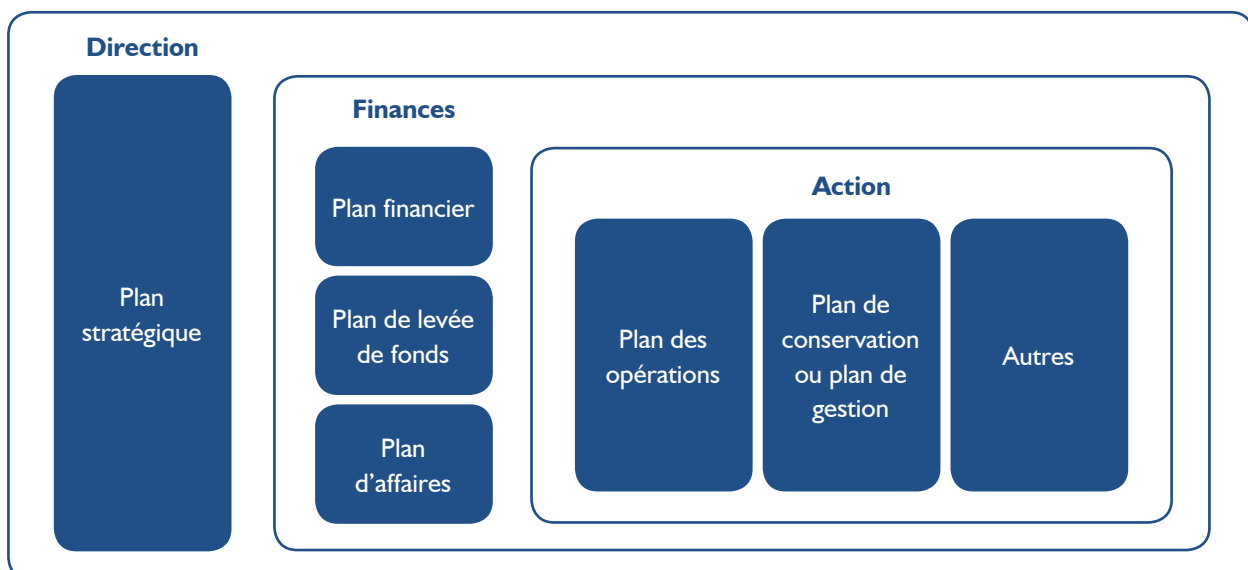 Direction
Plan
stratégique
Finances
Plan financier
Plan de levée
de fonds
Plan
d’affaires
Action
Plan des
opérations
Plan de
conservation
ou plan de
gestion
Autres